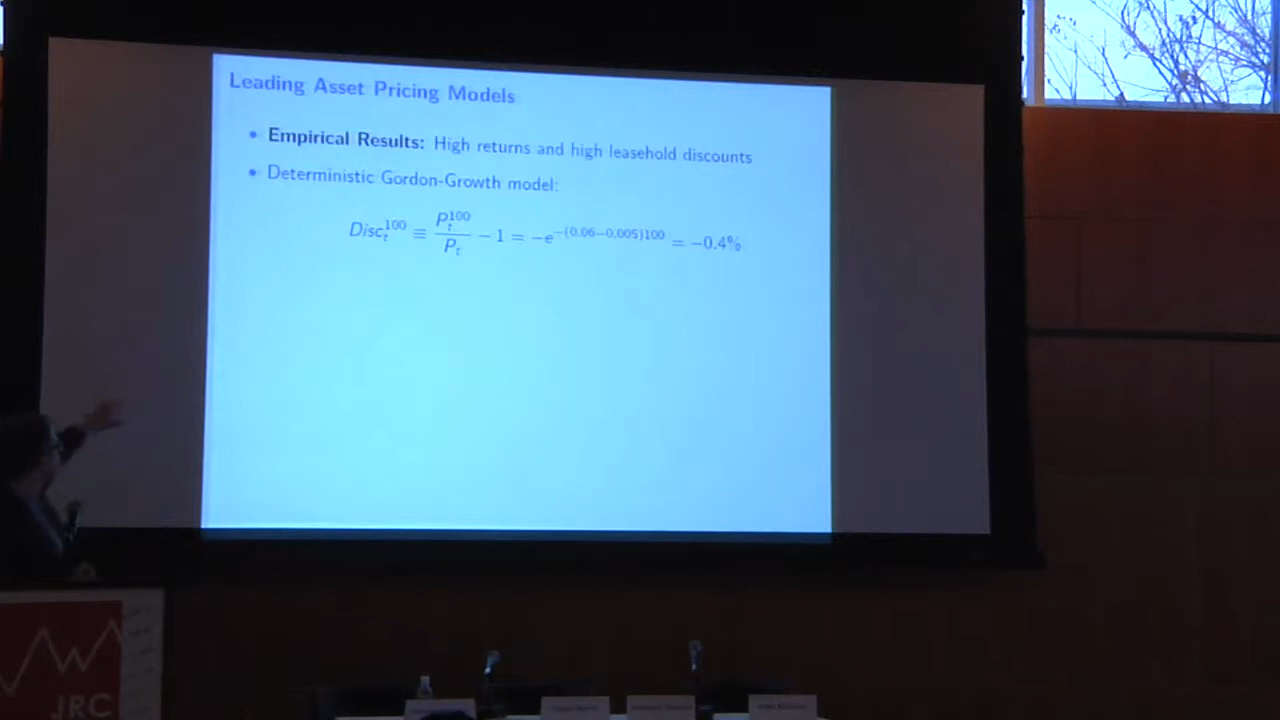 Leading Asset Pricing Models
• Empirical Results: High returns and high leasehold discounts
• Deterministic Gordon-Growth model:
Disc_t^100 ≡ P_t^100 / P_t − 1 = −e^−(0.06−0.005)100 = −0.4%
JRC